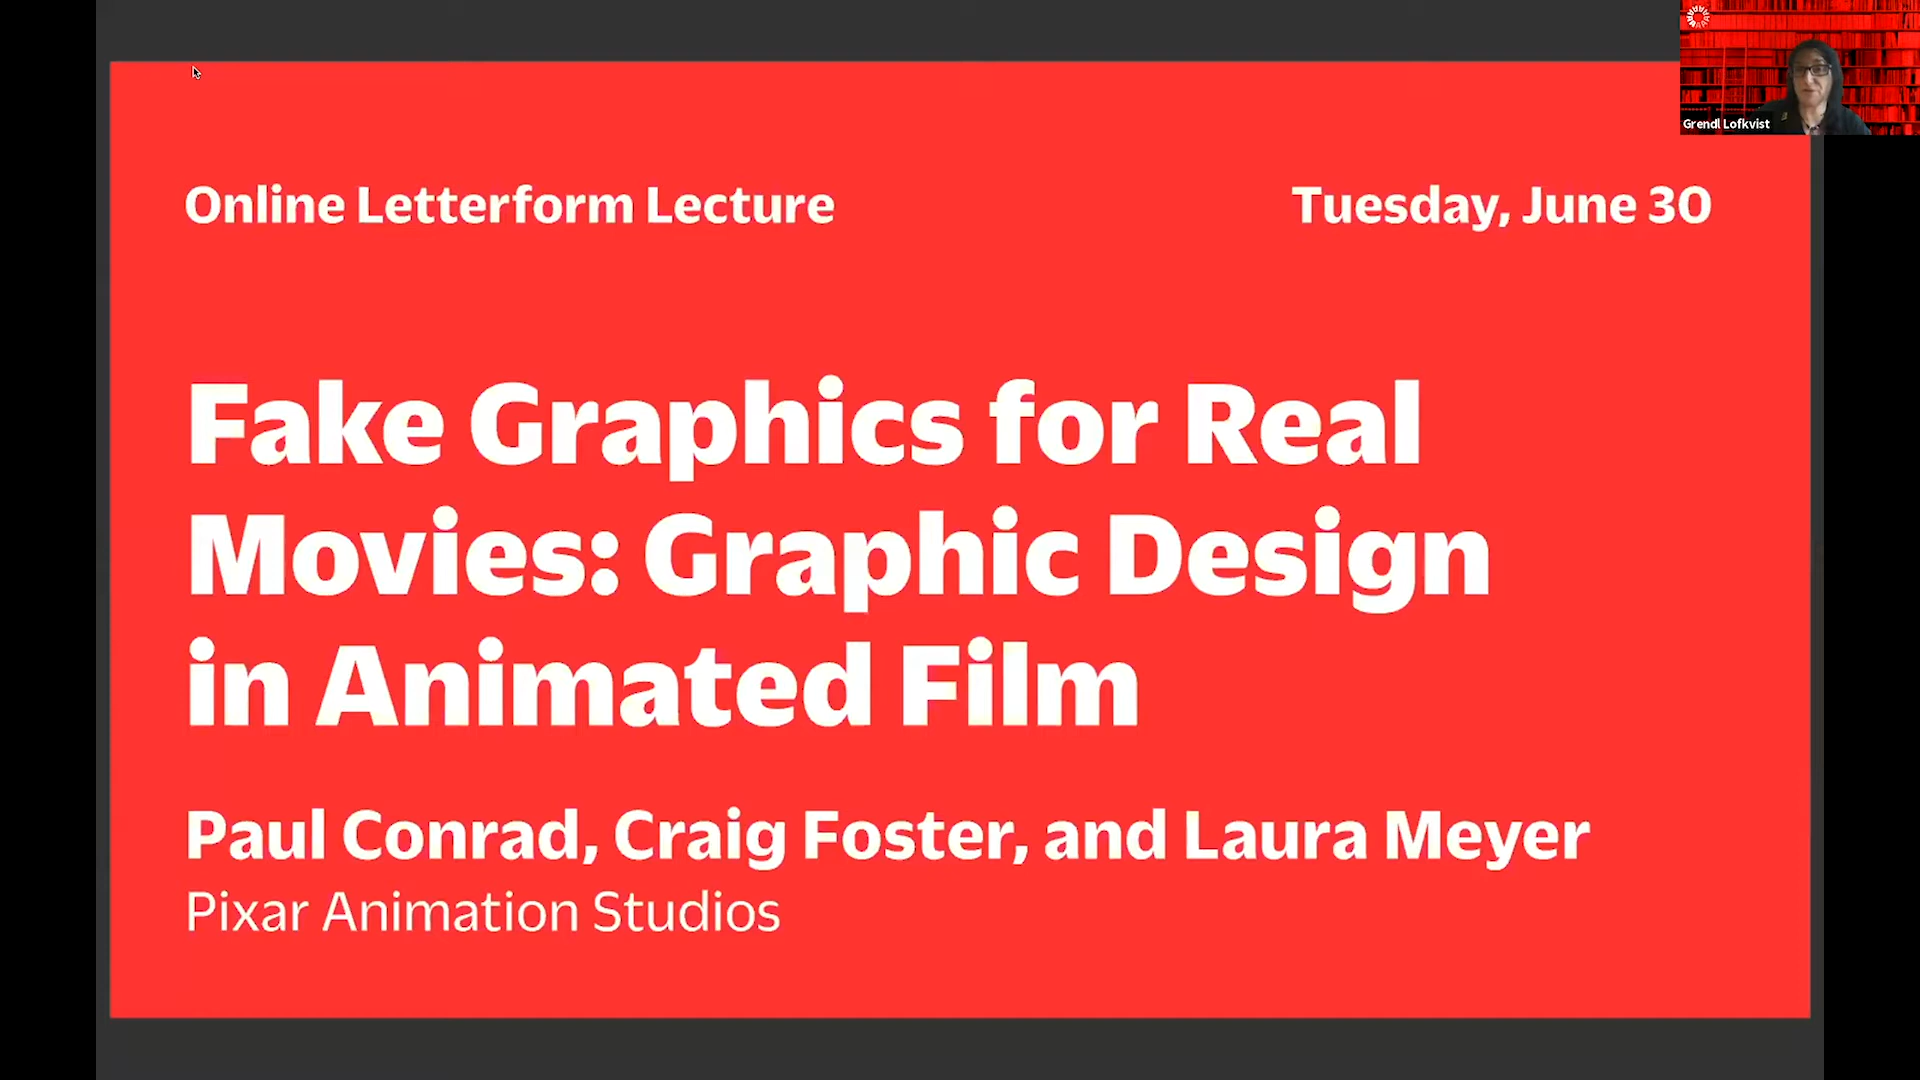 Online Letterform Lecture
Tuesday, June 30
Fake Graphics for Real
Movies: Graphic Design
in Animated Film
Paul Conrad, Craig Foster, and Laura Meyer
Pixar Animation Studios
Grendl Lofkvist